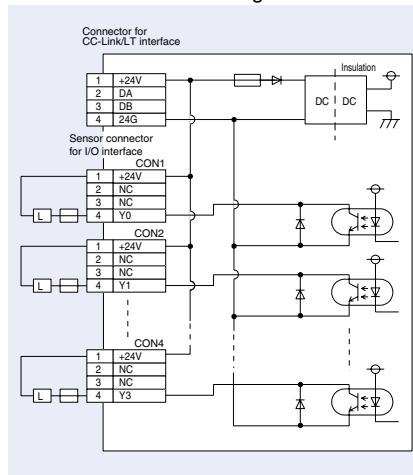 Connector for
CC-Link/LT interface
1 +24V
2 DA
3 DB
4 24G
Insulation
DC DC
Sensor connector
for I/O interface
CON1
1 +24V
2 NC
3 NC
4 Y0
L
CON2
1 +24V
2 NC
3 NC
4 Y1
L
CON4
1 +24V
2 NC
3 NC
4 Y3
L